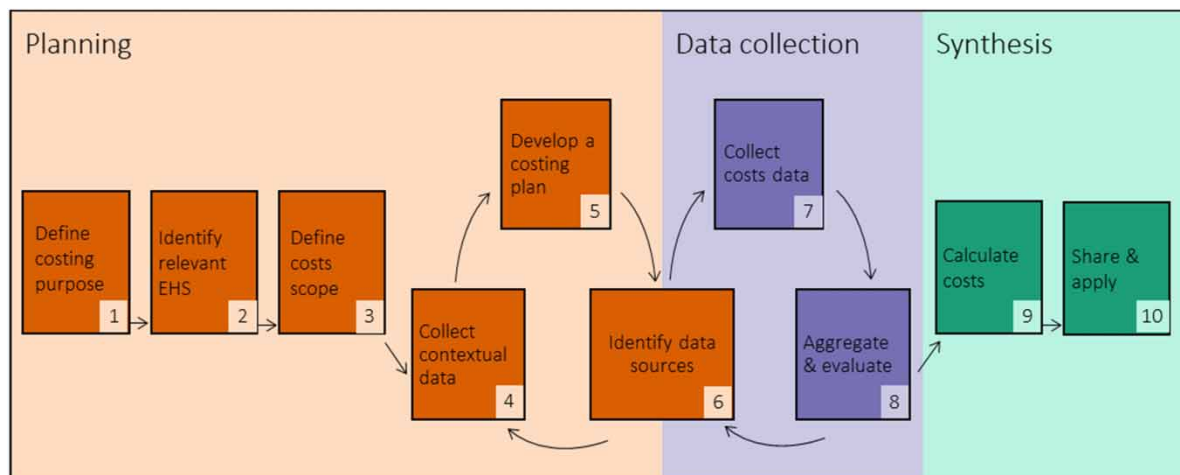 Planning
Data collection
Synthesis
Define
costing
purpose
1
Identify
relevant
EHS
2
Define
costs
scope
3
Collect
contextual
data
4
Develop a
costing
plan
5
Identify data
sources
6
Collect
costs data
7
Aggregate
& evaluate
8
Calculate
costs
9
Share &
apply
10